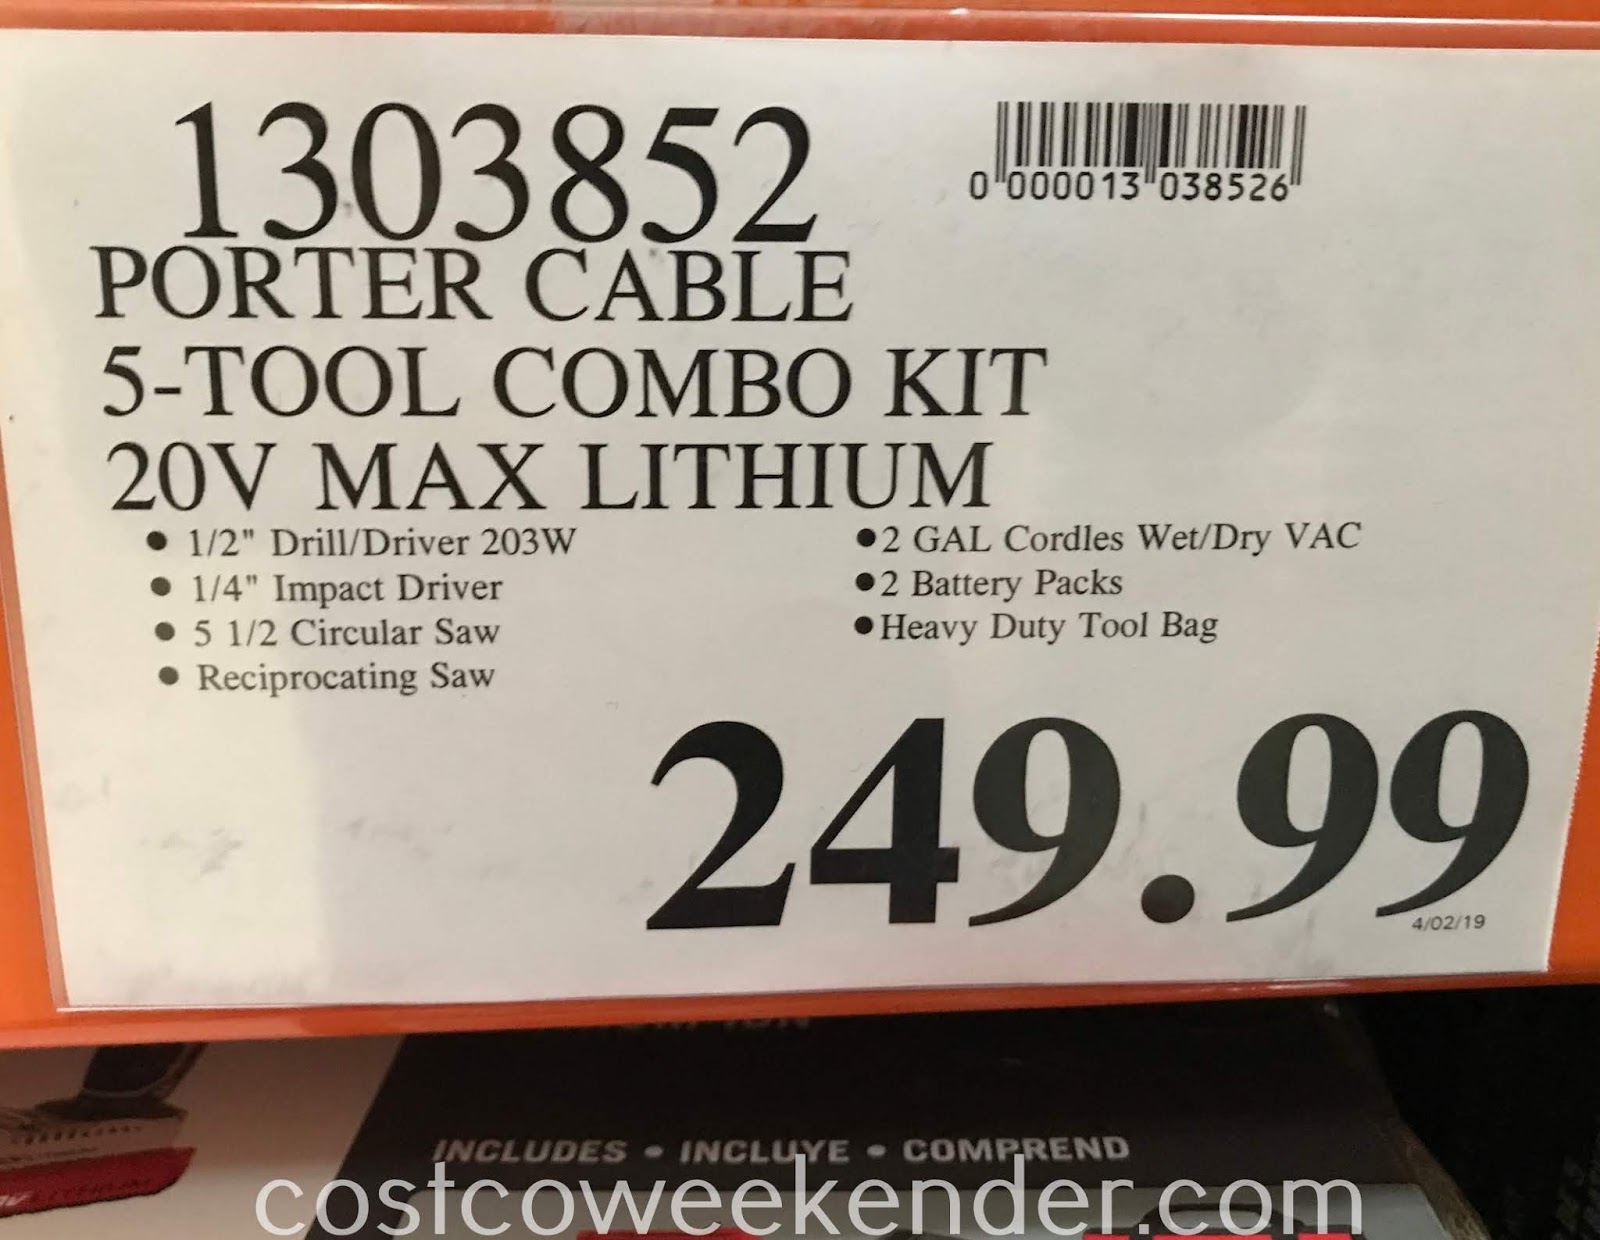 1303852
0 000013 038526
PORTER CABLE
5-TOOL COMBO KIT
20V MAX LITHIUM
• 1/2" Drill/Driver 203W
• 1/4" Impact Driver
• 5 1/2 Circular Saw
• Reciprocating Saw
•2 GAL Cordles Wet/Dry VAC
•2 Battery Packs
•Heavy Duty Tool Bag
249.99
4/02/19
INCLUDES • INCLUYE • COMPREND
costcoweekender.com